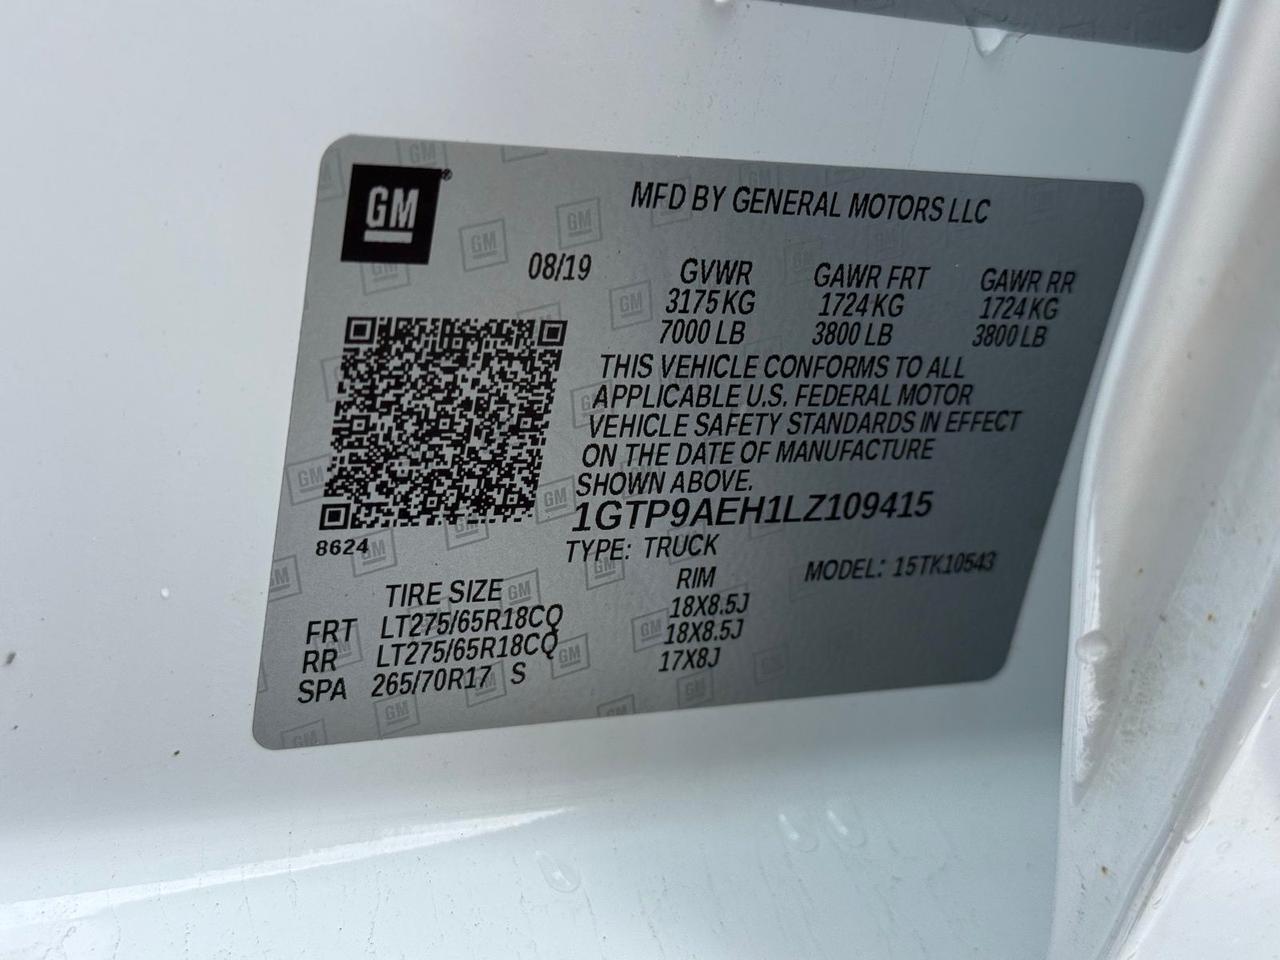 GM
MFD BY GENERAL MOTORS LLC
08/19
GVWR GAWR FRT GAWR RR
3175 KG 1724 KG 1724 KG
7000 LB 3800 LB 3800 LB
THIS VEHICLE CONFORMS TO ALL
APPLICABLE U.S. FEDERAL MOTOR
VEHICLE SAFETY STANDARDS IN EFFECT
ON THE DATE OF MANUFACTURE
SHOWN ABOVE.
1GTP9AEH1LZ109415
8624
TYPE: TRUCK MODEL: 15TK10543
TIRE SIZE RIM
FRT LT275/65R18CQ 18X8.5J
RR LT275/65R18CQ 18X8.5J
SPA 265/70R17 S 17X8J